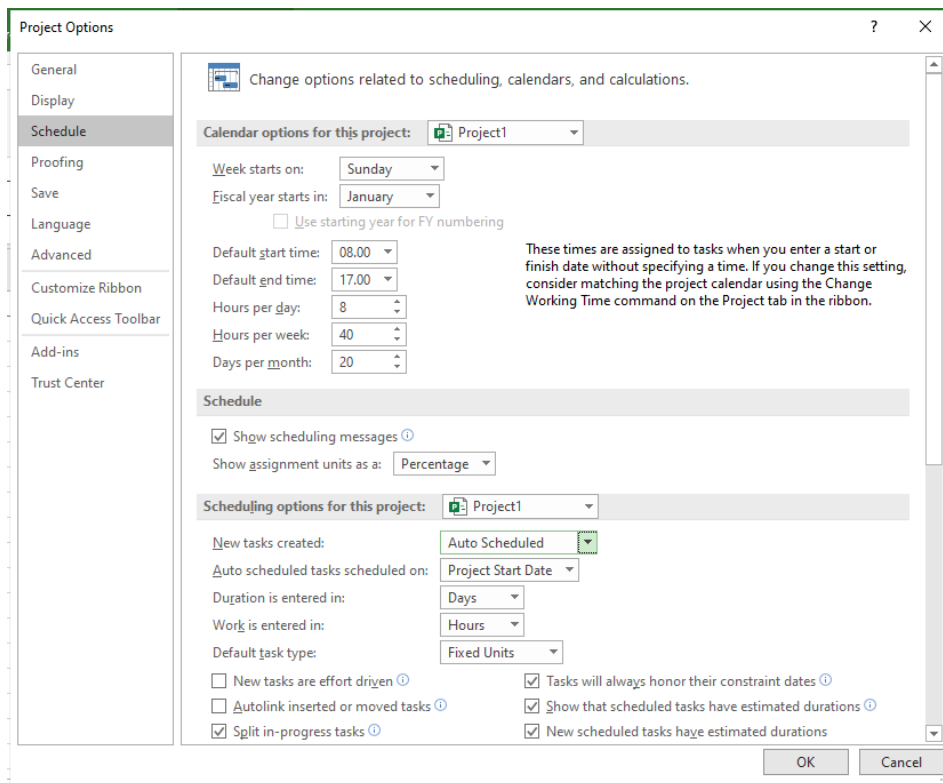 Project Options
?
General
Display
Schedule
Proofing
Save
Language
Advanced
Customize Ribbon
Quick Access Toolbar
Add-ins
Trust Center
Change options related to scheduling, calendars, and calculations.
Calendar options for this project: Project1
Week starts on: Sunday
Fiscal year starts in: January
Use starting year for FY numbering
Default start time: 08.00
Default end time: 17.00
Hours per day: 8
Hours per week: 40
Days per month: 20
These times are assigned to tasks when you enter a start or
finish date without specifying a time. If you change this setting,
consider matching the project calendar using the Change
Working Time command on the Project tab in the ribbon.
Schedule
Show scheduling messages
Show assignment units as a: Percentage
Scheduling options for this project: Project1
New tasks created: Auto Scheduled
Auto scheduled tasks scheduled on: Project Start Date
Duration is entered in: Days
Work is entered in: Hours
Default task type: Fixed Units
New tasks are effort driven
Autolink inserted or moved tasks
Split in-progress tasks
Tasks will always honor their constraint dates
Show that scheduled tasks have estimated durations
New scheduled tasks have estimated durations
OK
Cancel